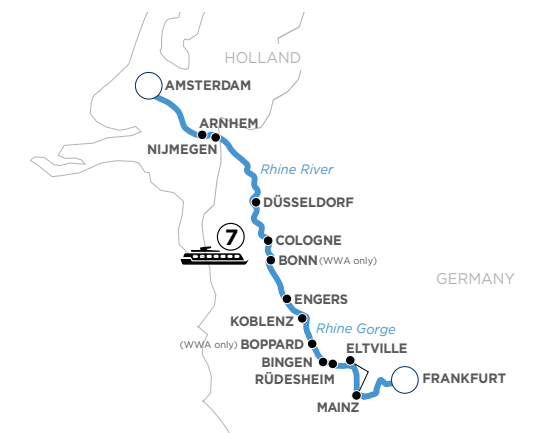 HOLLAND
AMSTERDAM
ARNHEM
NIJMEGEN
Rhine River
DÜSSELDORF
7
COLOGNE
BONN (WWA only)
GERMANY
ENGERS
KOBLENZ
Rhine Gorge
(WWA only) BOPPARD
ELTVILLE
BINGEN
RÜDESHEIM
FRANKFURT
MAINZ